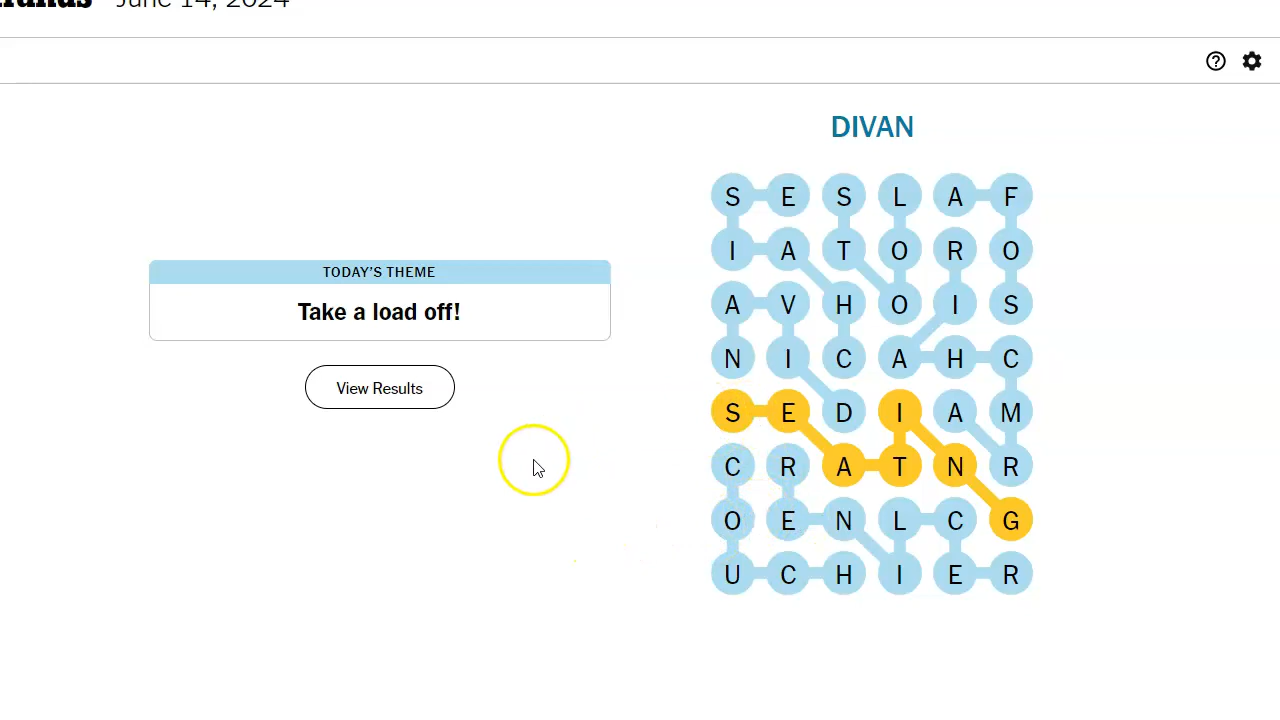 June 14, 2024
DIVAN
TODAY'S THEME
Take a load off!
View Results
S E S L A F
I A T O R O
A V H O I S
N I C A H C
S E D I A M
C R A T N R
O E N L C G
U C H I E R